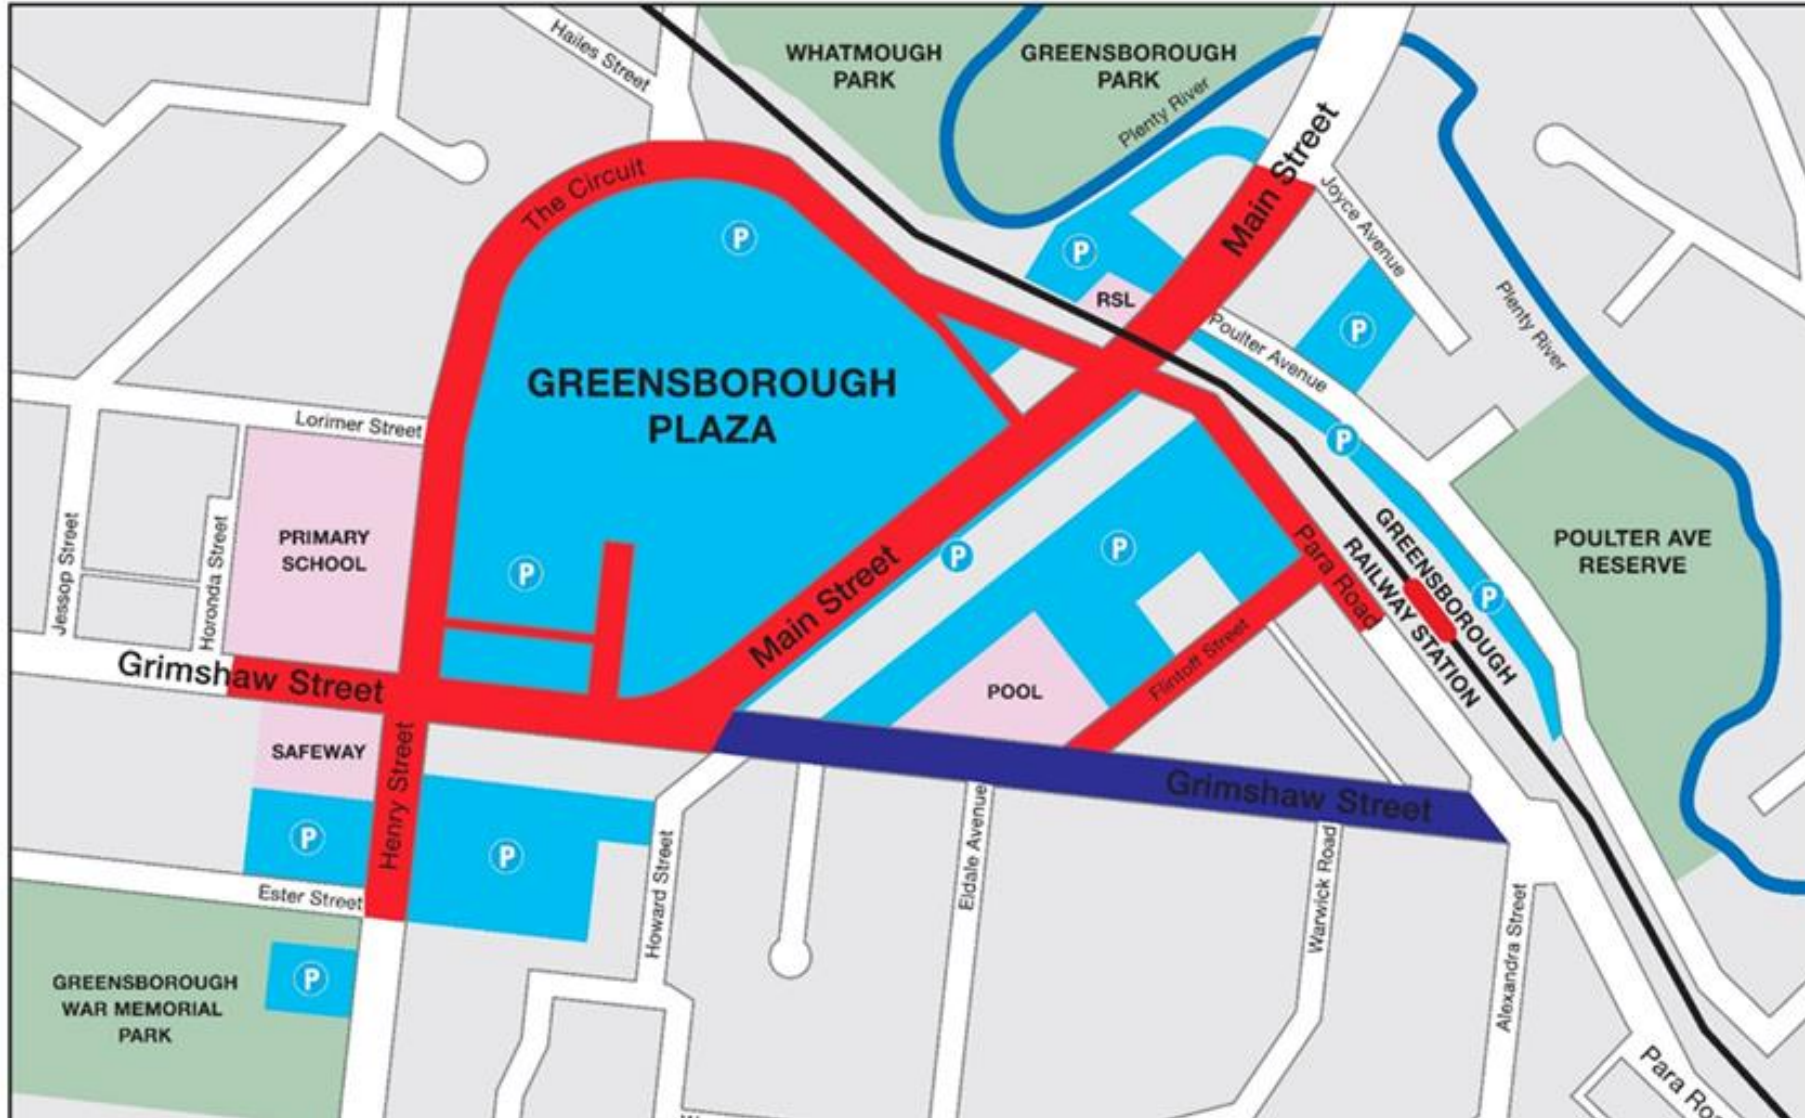 Hailes Street
WHATMOUGH
PARK
GREENSBOROUGH
PARK
Plenty River
Main Street
The Circuit
P
P
Main Street
Joyce Avenue
RSL
Plenty River
P
Poulter Avenue
GREENSBOROUGH
PLAZA
Lorimer Street
P
Jessop Street
Horonda Street
PRIMARY
SCHOOL
P
Main Street
P
P
Para Road
GREENSBOROUGH
RAILWAY STATION
P
POULTER AVE
RESERVE
Grimshaw Street
Flintoff Street
POOL
SAFEWAY
Henry Street
Grimshaw Street
P
P
Ester Street
Howard Street
Eldale Avenue
Warwick Road
Alexandra Street
GREENSBOROUGH
WAR MEMORIAL
PARK
P